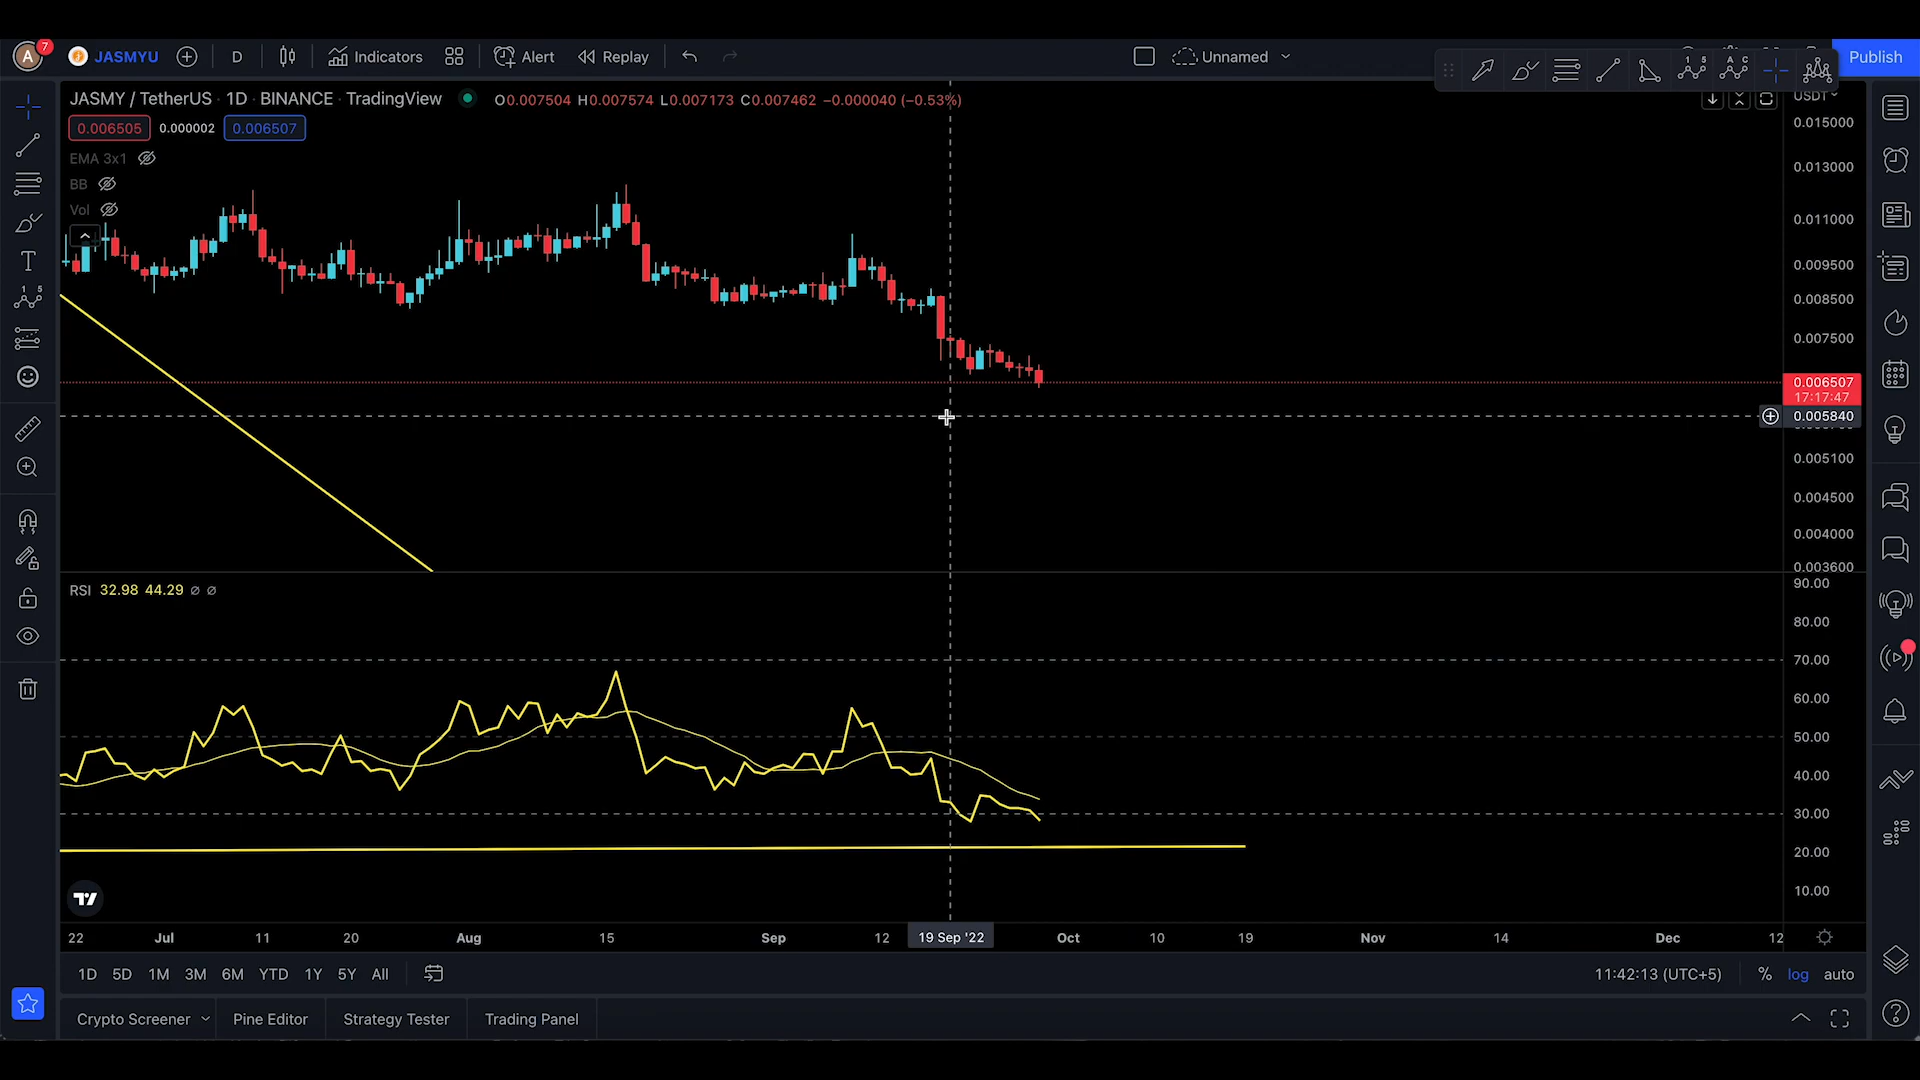 A 7 JASMYU D Indicators Alert Replay Unnamed Publish
JASMY / TetherUS · 1D · BINANCE · TradingView O0.007504 H0.007574 L0.007173 C0.007462 −0.000040 (−0.53%)
USDT
0.006505 0.000002 0.006507
EMA 3x1
BB
Vol
0.015000
0.013000
0.011000
0.009500
0.008500
0.007500
0.006507
17:17:47
0.005840
0.005100
0.004500
0.004000
0.003600
RSI 32.98 44.29 ∅ ∅
90.00
80.00
70.00
60.00
50.00
40.00
30.00
20.00
10.00
22 Jul 11 20 Aug 15 Sep 12 19 Sep '22 Oct 10 19 Nov 14 Dec 12
1D 5D 1M 3M 6M YTD 1Y 5Y All 11:42:13 (UTC+5) % log auto
Crypto Screener Pine Editor Strategy Tester Trading Panel